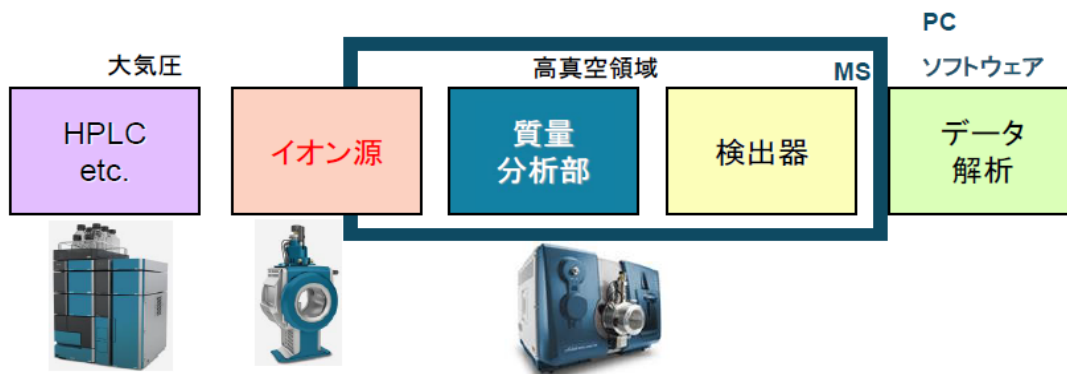 PC
大気圧
高真空領域
MS
ソフトウェア
HPLC
etc.
イオン源
質量
分析部
検出器
データ
解析